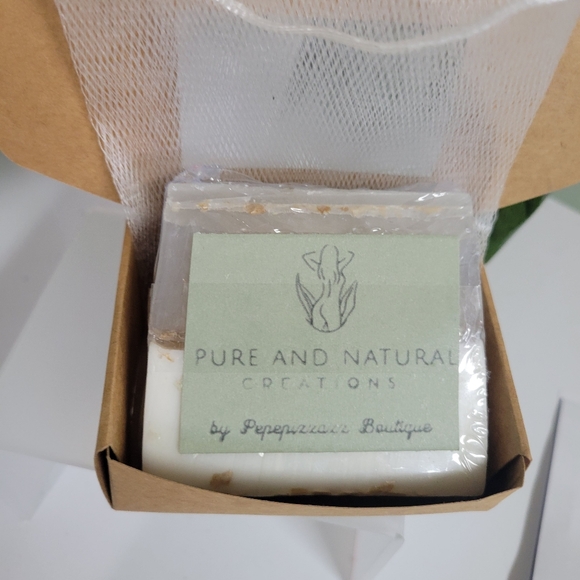 PURE AND NATURAL
CREATIONS
by Pepepizzazz Boutique